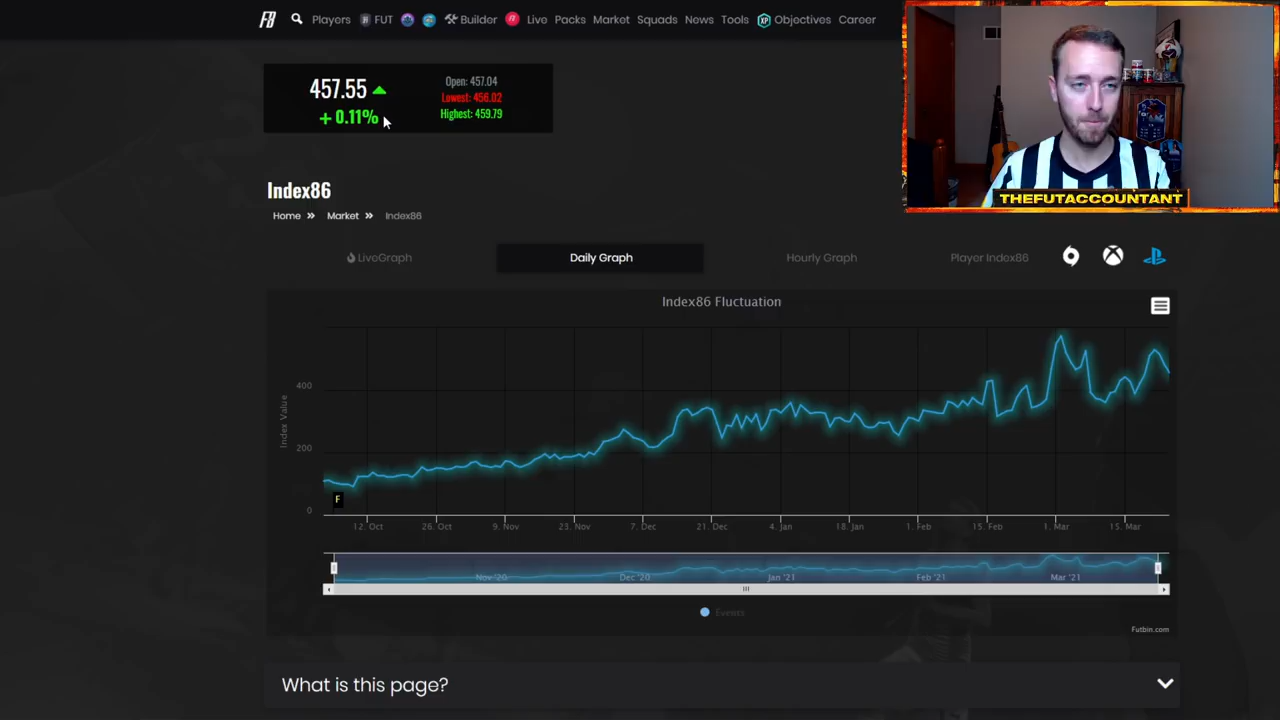 Players FUT Builder Live Packs Market Squads News Tools XP Objectives Career
457.55
+ 0.11%
Open: 457.04
Lowest: 456.02
Highest: 459.79
THEFUTACCOUNTANT
Index86
Home » Market » Index86
LiveGraph Daily Graph Hourly Graph Player Index86
Index86 Fluctuation
Index Value
400
200
0
F
12. Oct 26. Oct 9. Nov 23. Nov 7. Dec 21. Dec 4. Jan 18. Jan 1. Feb 15. Feb 1. Mar 15. Mar
Nov '20 Dec '20 Jan '21 Feb '21 Mar '21
Events
Futbin.com
What is this page?